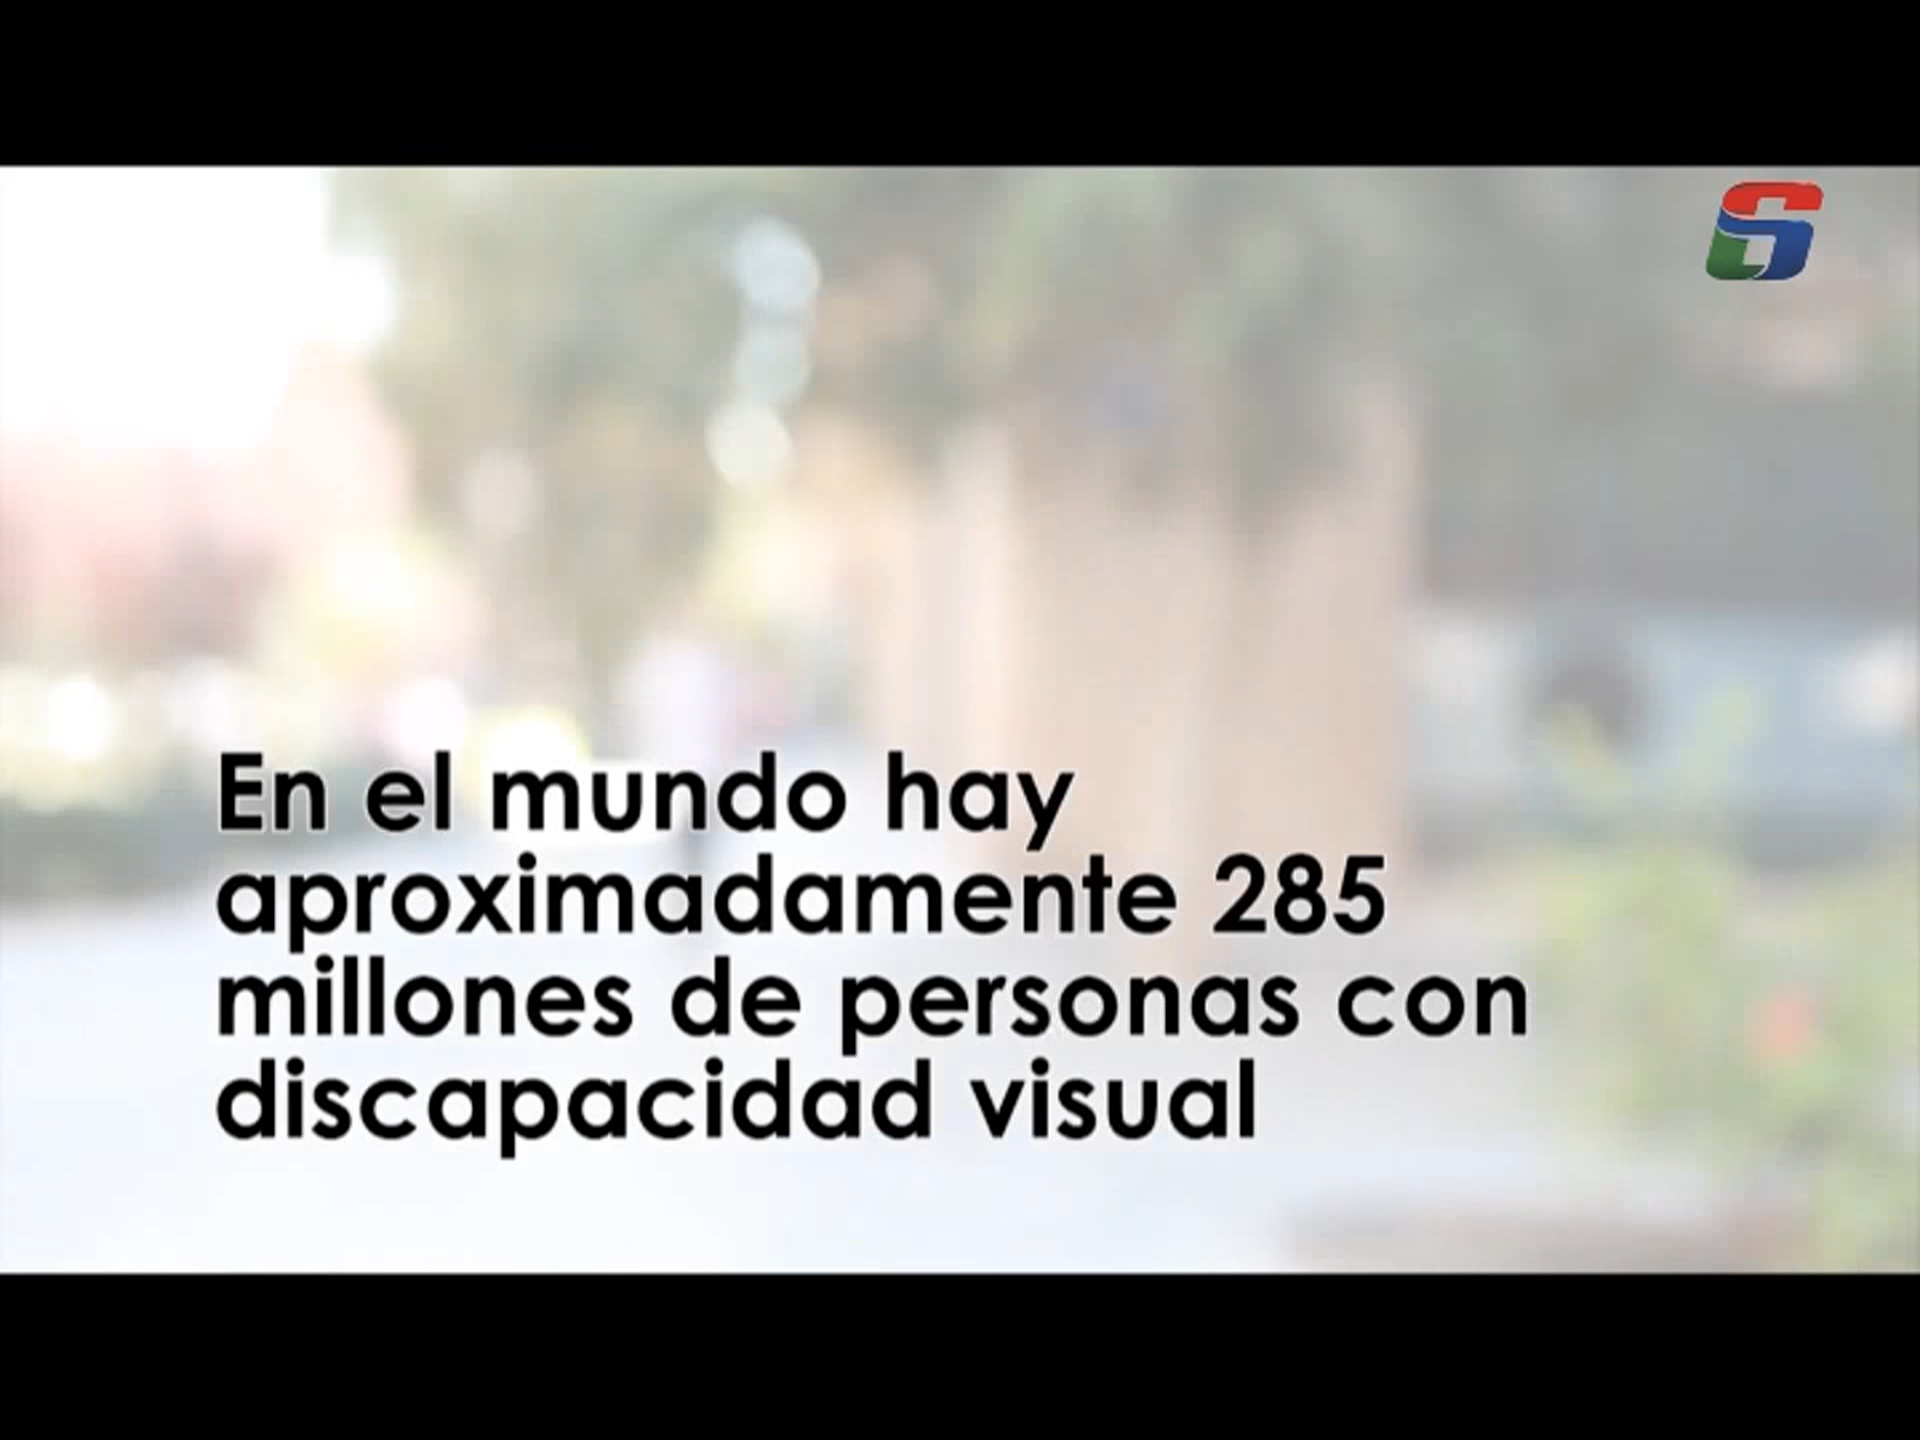 En el mundo hay
aproximadamente 285
millones de personas con
discapacidad visual